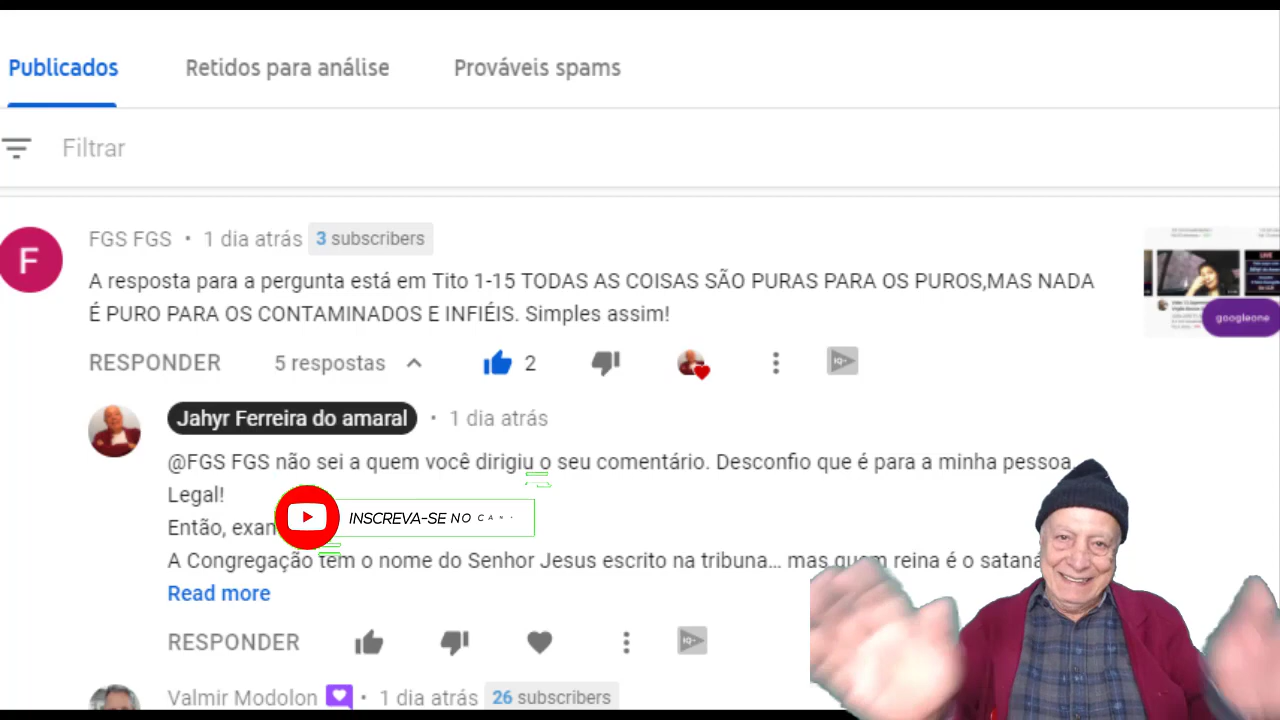 Publicados Retidos para análise Prováveis spams
Filtrar
FGS FGS • 1 dia atrás 3 subscribers
A resposta para a pergunta está em Tito 1-15 TODAS AS COISAS SÃO PURAS PARA OS PUROS,MAS NADA
É PURO PARA OS CONTAMINADOS E INFIÉIS. Simples assim!
RESPONDER 5 respostas 2
googleone
Jahyr Ferreira do amaral • 1 dia atrás
@FGS FGS não sei a quem você dirigiu o seu comentário. Desconfio que é para a minha pessoa.
Legal!
Então, exan
INSCREVA-SE NO CAN
A Congregação tem o nome do Senhor Jesus escrito na tribuna... mas quem reina é o sataná
Read more
RESPONDER
Valmir Modolon • 1 dia atrás 26 subscribers